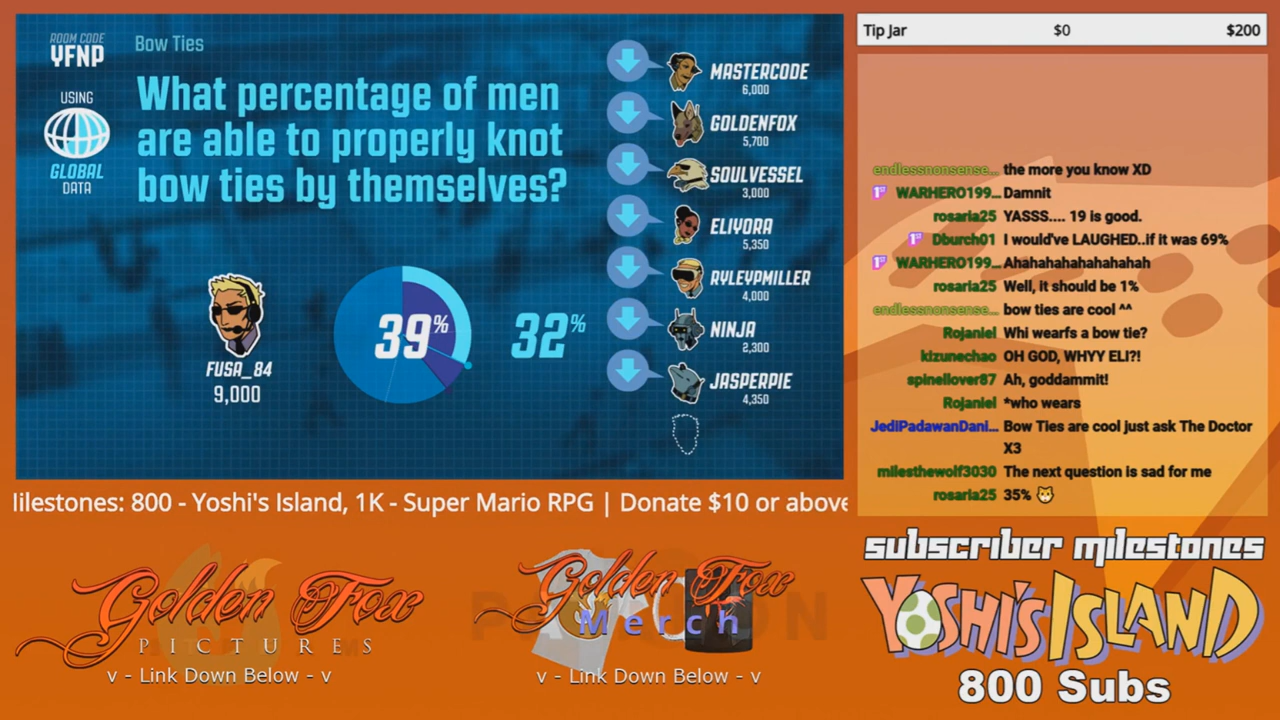 ROOM CODE
YFNP
USING
GLOBAL
DATA
Bow Ties
What percentage of men
are able to properly knot
bow ties by themselves?
FUSA_84
9,000
39%
32%
MASTERCODE
6,000
GOLDENFOX
5,700
SOULVESSEL
3,000
ELIYORA
5,350
RYLEYPMILLER
4,000
NINJA
2,300
JASPERPIE
4,350
Tip Jar $0 $200
endlessnonsense... the more you know XD
WARHERO199... Damnit
rosaria25 YASSS.... 19 is good.
Dburch01 I would've LAUGHED..if it was 69%
WARHERO199... Ahahahahahahahah
rosaria25 Well, it should be 1%
endlessnonsense... bow ties are cool ^^
Rojaniel Whi wearfs a bow tie?
kizunechao OH GOD, WHYY ELI?!
spinellover87 Ah, goddammit!
Rojaniel *who wears
JediPadawanDani... Bow Ties are cool just ask The Doctor
X3
milesthewolf3030 The next question is sad for me
rosaria25 35%
lilestones: 800 - Yoshi's Island, 1K - Super Mario RPG | Donate $10 or above
Golden Fox
PICTURES
v - Link Down Below - v
Golden Fox
Merch
v - Link Down Below - v
subscriber milestones
YOSHI'S ISLAND
800 Subs